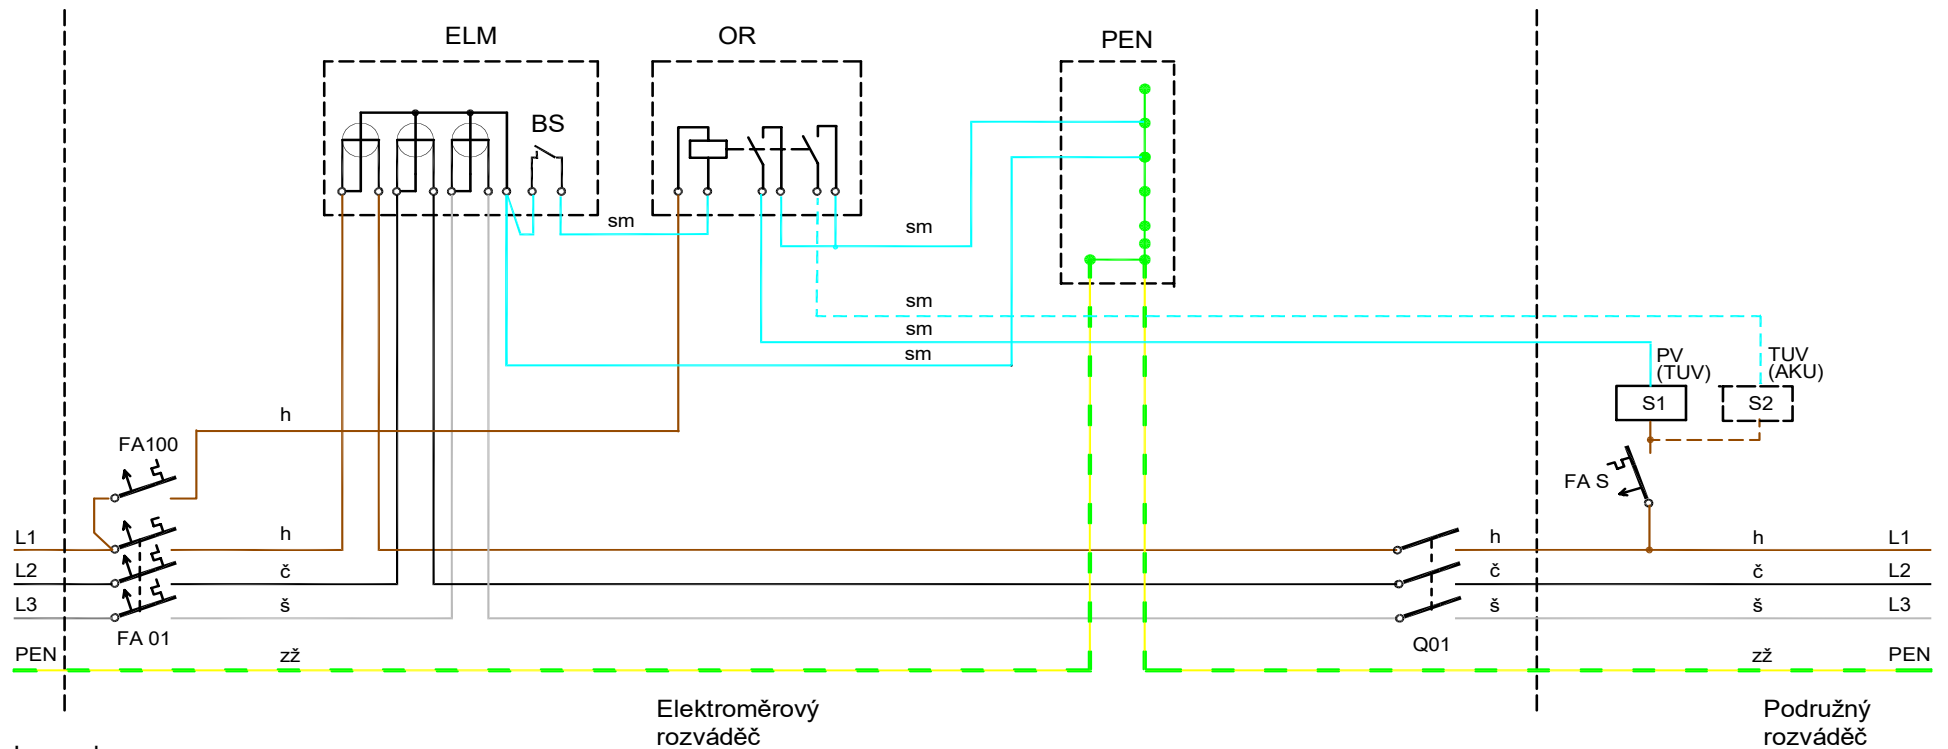 ELM
OR
PEN
BS
sm
sm
sm
sm
sm
PV
(TUV)
TUV
(AKU)
S1
S2
h
FA100
FA S
L1
h
h
h
L1
L2
č
č
č
L2
L3
š
š
š
L3
FA 01
Q01
PEN
zž
zž
PEN
Elektroměrový
rozváděč
Podružný
rozváděč